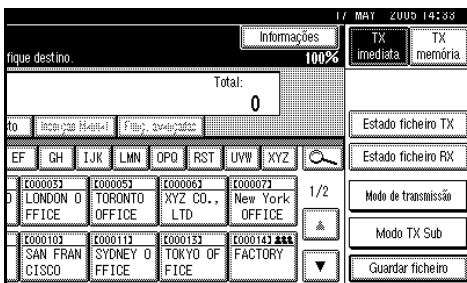 17 MAY 2005 14:33
Informações
TX imediata
TX memória
fique destino.
100%
Total:
0
to
Funç. avançadas
Estado ficheiro TX
EF GH IJK LMN OPQ RST UVW XYZ
Estado ficheiro RX
[00003] [00005] [00006] [00007]
LONDON O TORONTO XYZ CO., New York
FFICE OFFICE LTD OFFICE
1/2
Modo de transmissão
[00010] [00011] [00013] [00014]
SAN FRAN SYDNEY O TOKYO OF FACTORY
CISCO FFICE FICE
Modo TX Sub
Guardar ficheiro